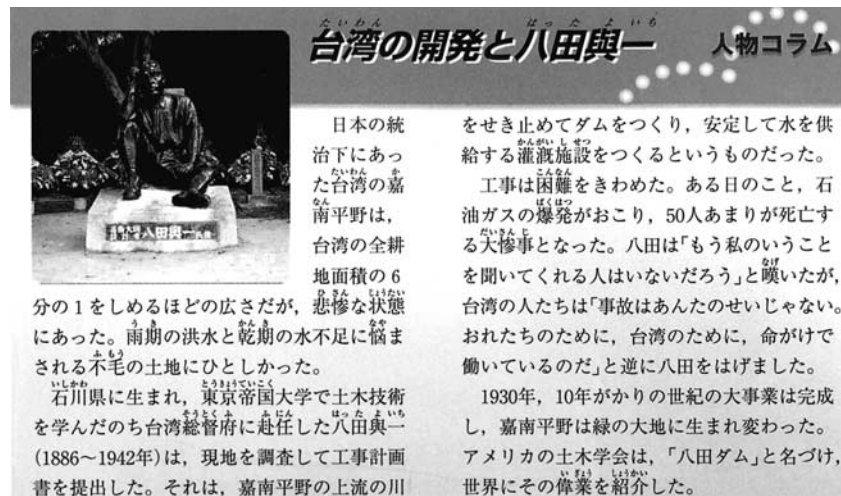 台湾の開発と八田與一
人物コラム
日本の統
治下にあっ
た台湾の嘉
南平野は，
台湾の全耕
地面積の6
分の1をしめるほどの広さだが，悲惨な状態
にあった。雨期の洪水と乾期の水不足に悩ま
される不毛の土地にひとしかった。
石川県に生まれ，東京帝国大学で土木技術
を学んだのち台湾総督府に赴任した八田與一
(1886〜1942年)は，現地を調査して工事計画
書を提出した。それは，嘉南平野の上流の川
をせき止めてダムをつくり，安定して水を供
給する灌漑施設をつくるというものだった。
工事は困難をきわめた。ある日のこと，石
油ガスの爆発がおこり，50人あまりが死亡す
る大惨事となった。八田は「もう私のいうこと
を聞いてくれる人はいないだろう」と嘆いたが，
台湾の人たちは「事故はあんたのせいじゃない。
おれたちのために，台湾のために，命がけで
働いているのだ」と逆に八田をはげました。
1930年，10年がかりの世紀の大事業は完成
し，嘉南平野は緑の大地に生まれ変わった。
アメリカの土木学会は，「八田ダム」と名づけ，
世界にその偉業を紹介した。